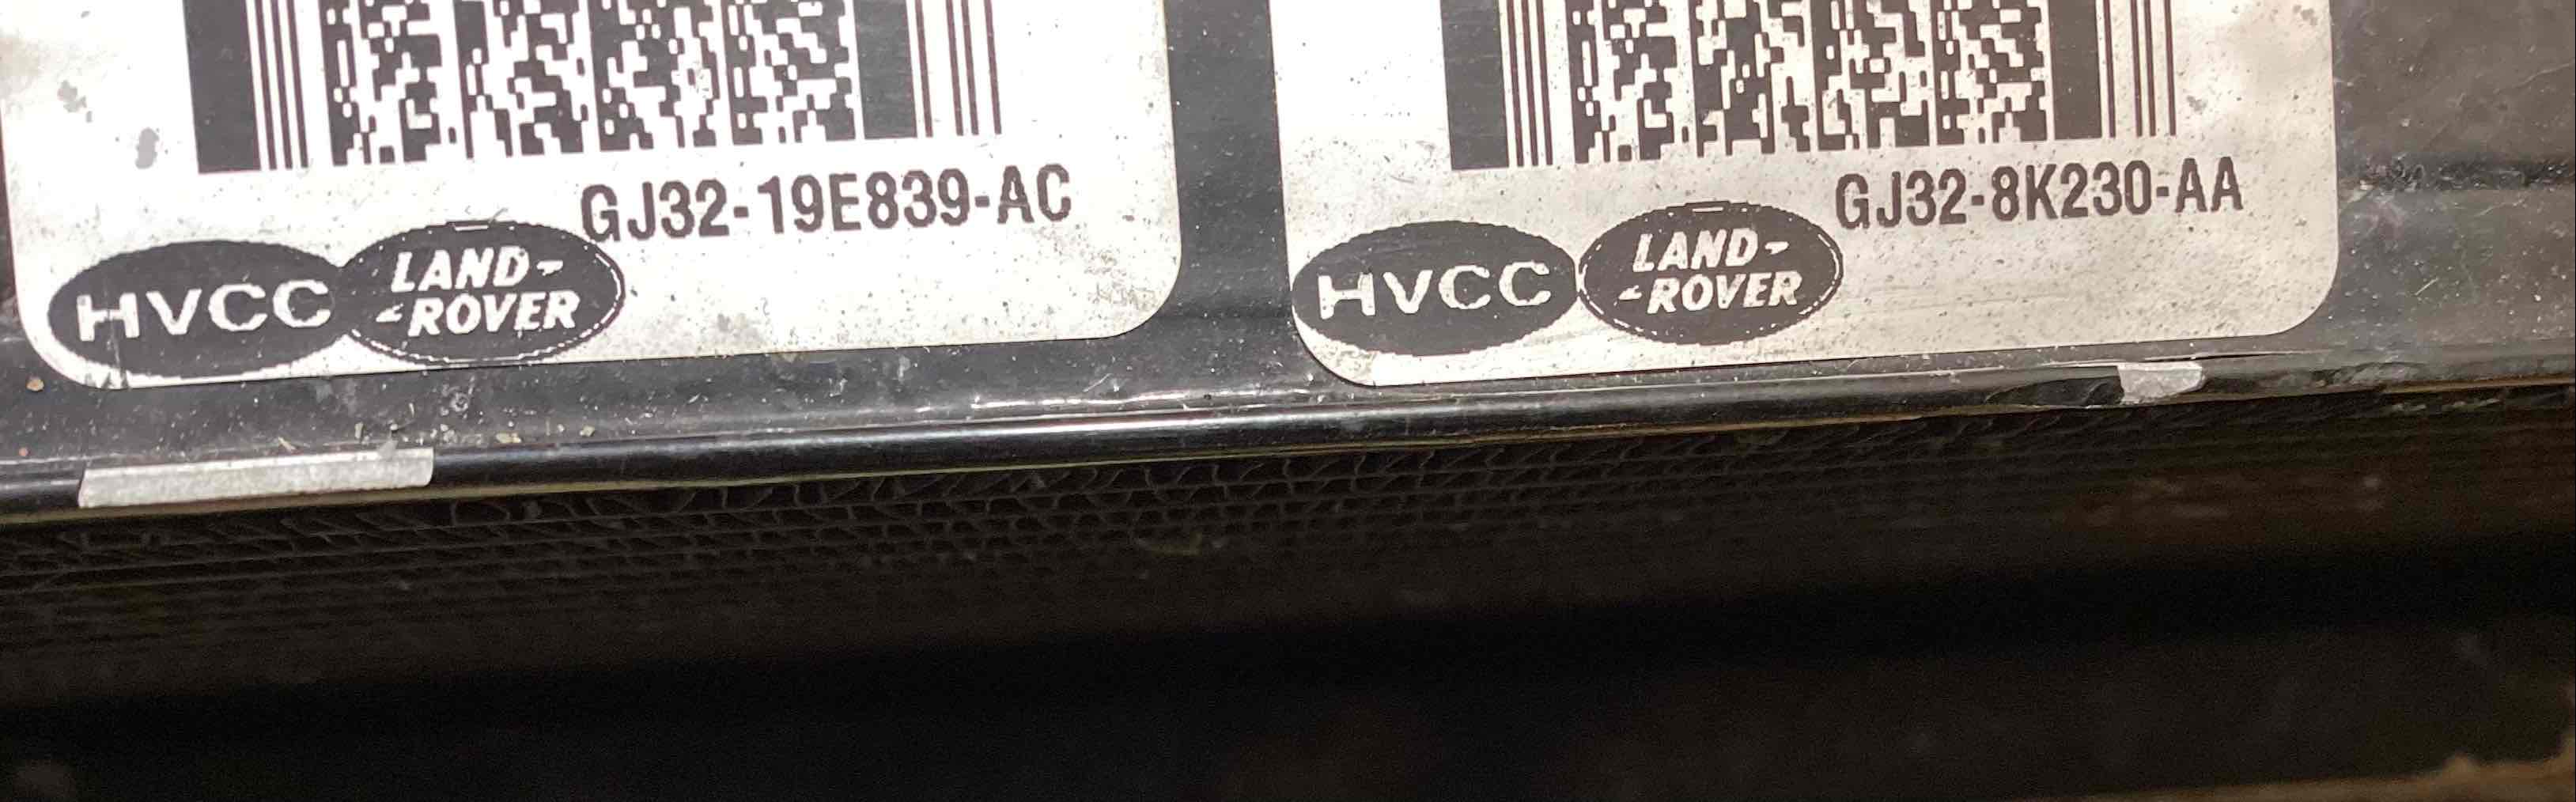 GJ32-19E839-AC
HVCC
LAND-
-ROVER
GJ32-8K230-AA
HVCC
LAND-
-ROVER